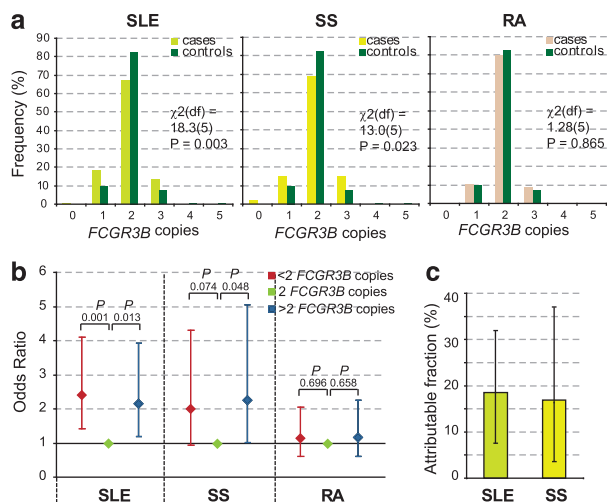 a
SLE
SS
RA
Frequency (%)
90
80
70
60
50
40
30
20
10
0
cases
controls
χ2(df) =
18.3(5)
P = 0.003
0 1 2 3 4 5
FCGR3B copies
cases
controls
χ2(df) =
13.0(5)
P = 0.023
0 1 2 3 4 5
FCGR3B copies
cases
controls
χ2(df) =
1.28(5)
P = 0.865
0 1 2 3 4 5
FCGR3B copies
b
Odds Ratio
6
5
4
3
2
1
0
P P
0.001 0.013
P P
0.074 0.048
P P
0.696 0.658
<2 FCGR3B copies
2 FCGR3B copies
>2 FCGR3B copies
SLE SS RA
c
Attributable fraction (%)
40
30
20
10
0
SLE SS